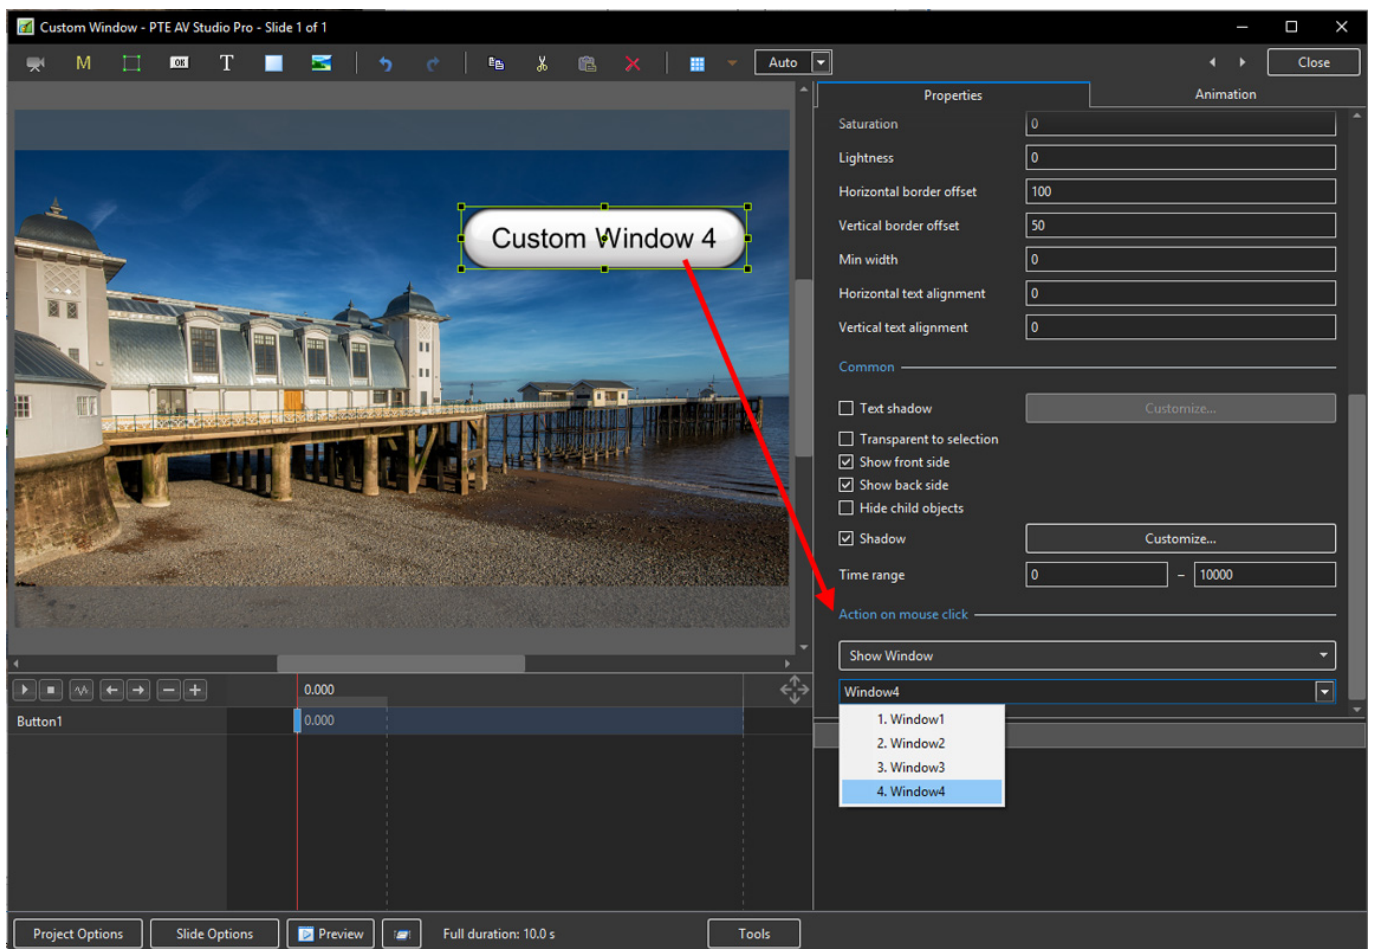 Custom Window - PTE AV Studio Pro - Slide 1 of 1
M OK T Auto Close
Properties Animation
Saturation 0
Lightness 0
Horizontal border offset 100
Vertical border offset 50
Min width 0
Horizontal text alignment 0
Vertical text alignment 0
Common
Text shadow Customize...
Transparent to selection
Show front side
Show back side
Hide child objects
Shadow Customize...
Time range 0 – 10000
Action on mouse click
Show Window
Window4
1. Window1
2. Window2
3. Window3
4. Window4
Custom Window 4
0.000
Button1 0.000
Project Options Slide Options Preview Full duration: 10.0 s Tools